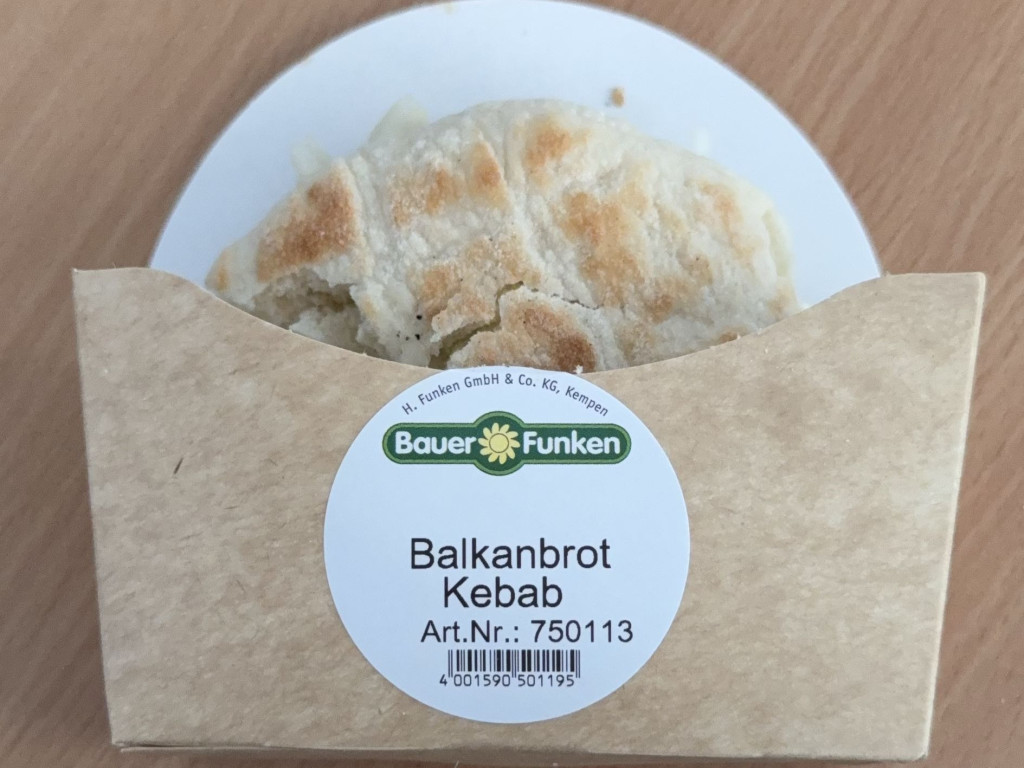 H. Funken GmbH & Co. KG, Kempen
Bauer Funken
Balkanbrot
Kebab
Art.Nr.: 750113
4 001590 501195